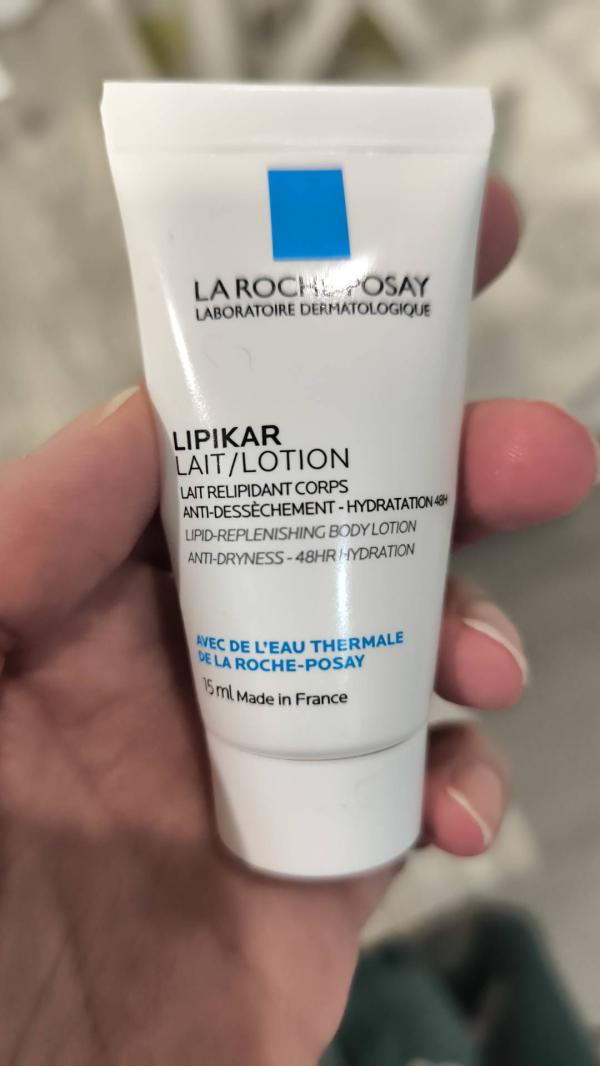 LA ROCHE-POSAY
LABORATOIRE DERMATOLOGIQUE
LIPIKAR
LAIT/LOTION
LAIT RELIPIDANT CORPS
ANTI-DESSÈCHEMENT - HYDRATATION 48H
LIPID-REPLENISHING BODY LOTION
ANTI-DRYNESS - 48HR HYDRATION
AVEC DE L'EAU THERMALE
DE LA ROCHE-POSAY
15 ml Made in France